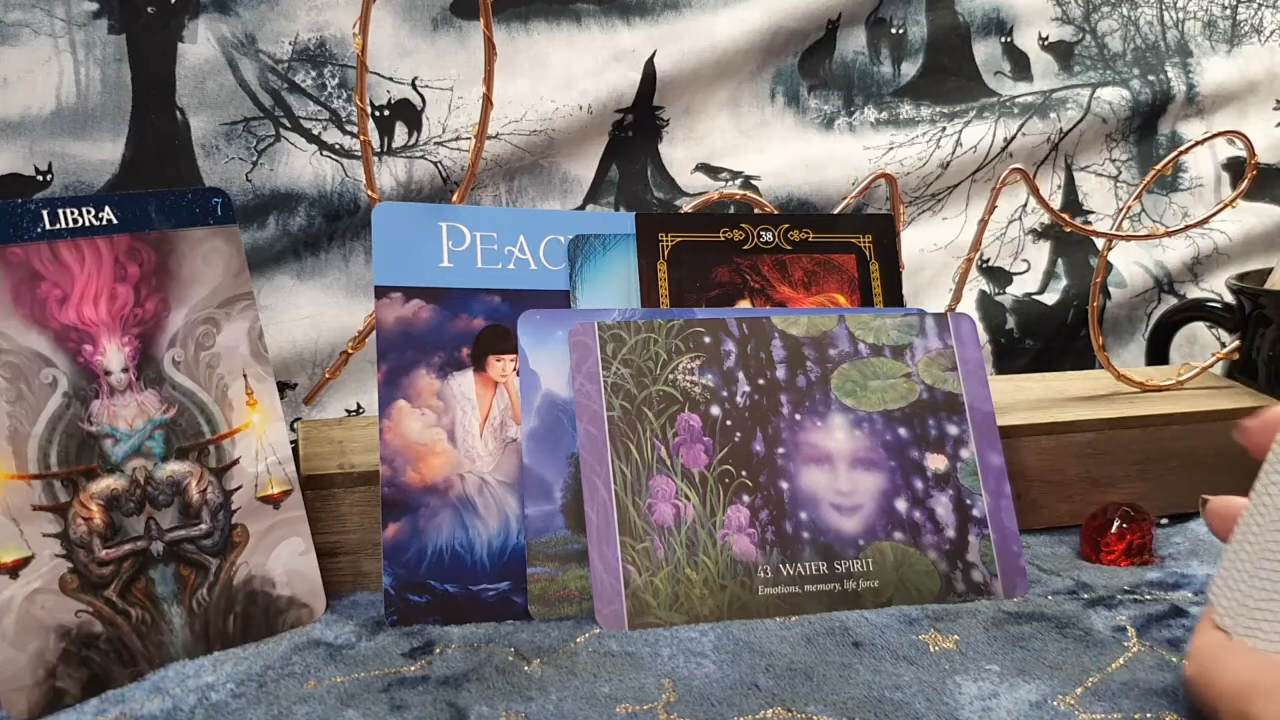 LIBRA
7
PEAC
38
43. WATER SPIRIT
Emotions, memory, life force